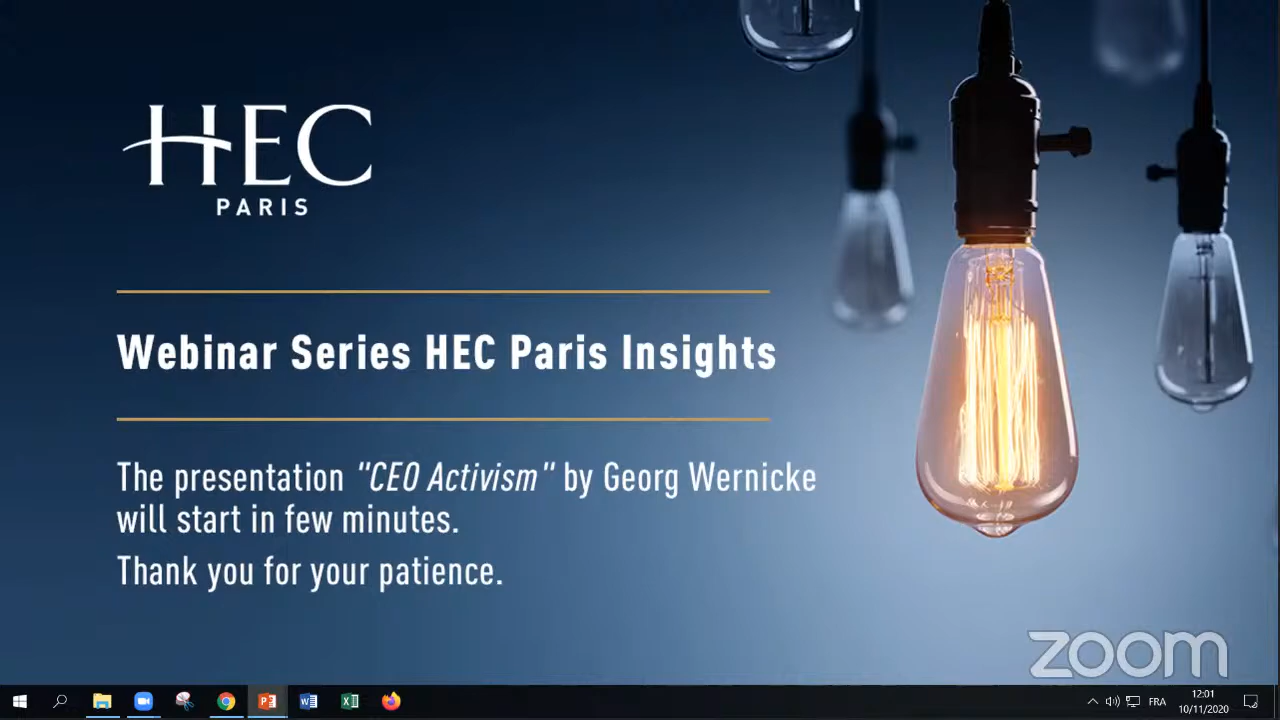 HEC
PARIS
Webinar Series HEC Paris Insights
The presentation "CEO Activism" by Georg Wernicke
will start in few minutes.
Thank you for your patience.
zoom
FRA
12:01
10/11/2020